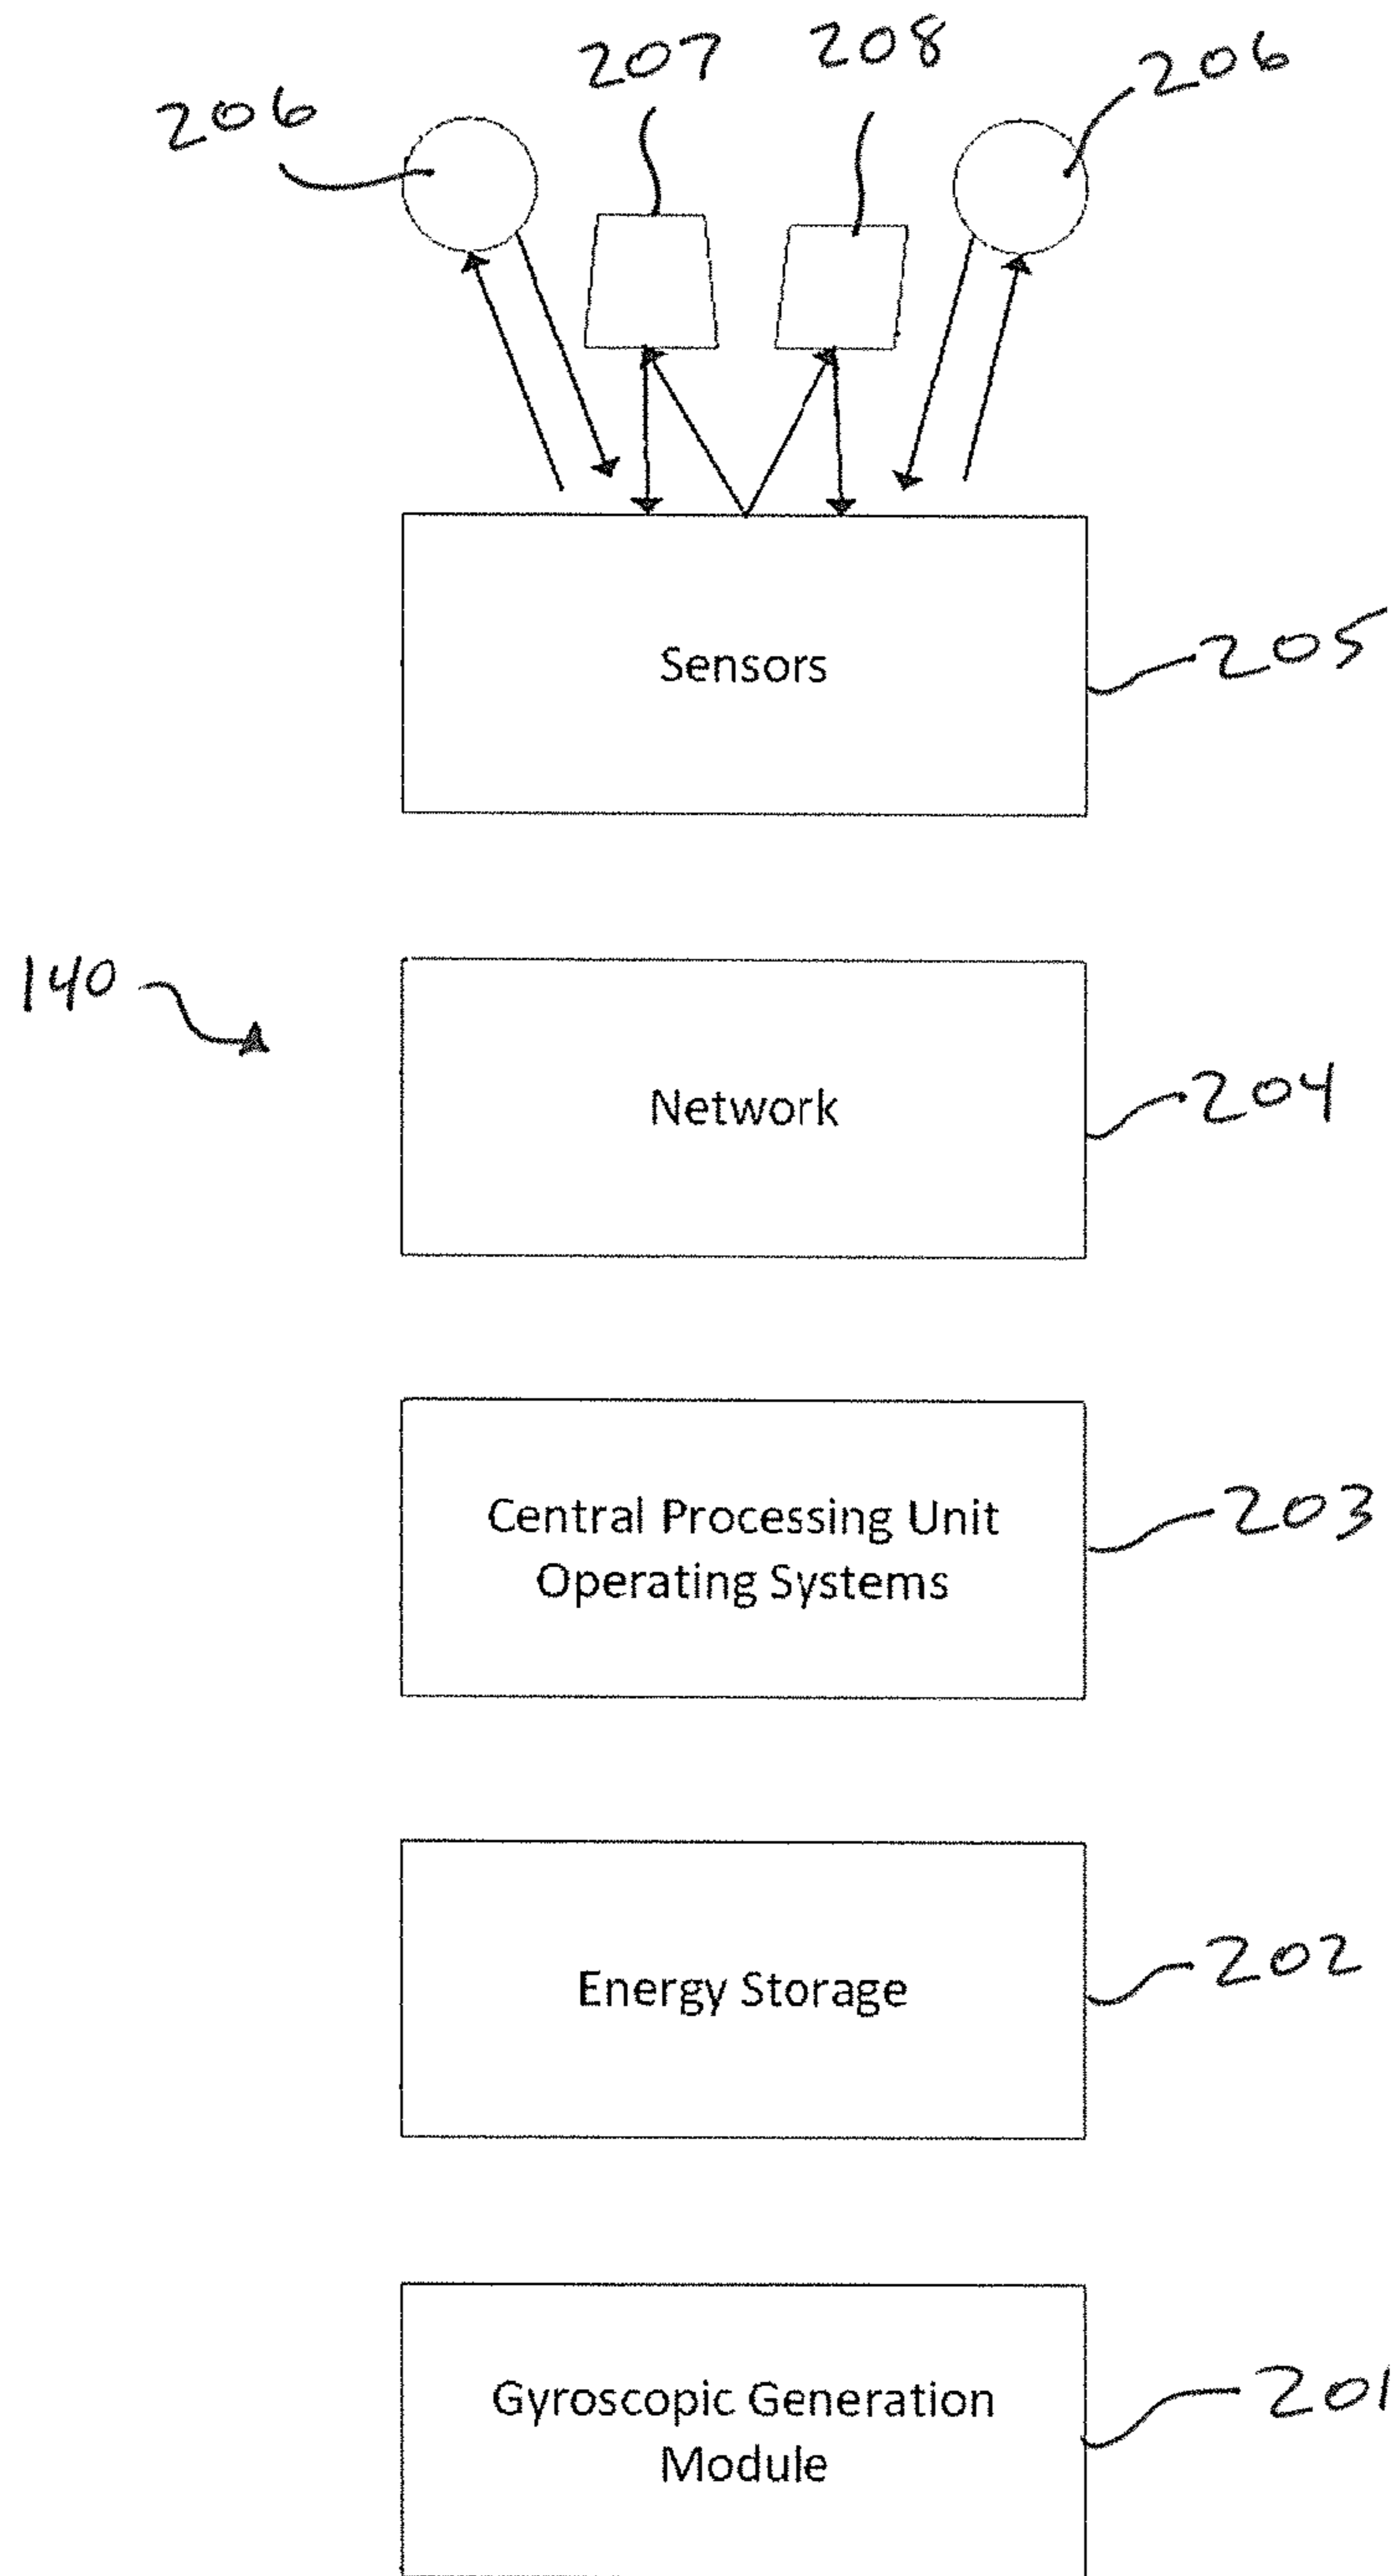 206
207
208
206
Sensors
205
140
Network
204
Central Processing Unit
Operating Systems
203
Energy Storage
202
Gyroscopic Generation
Module
201